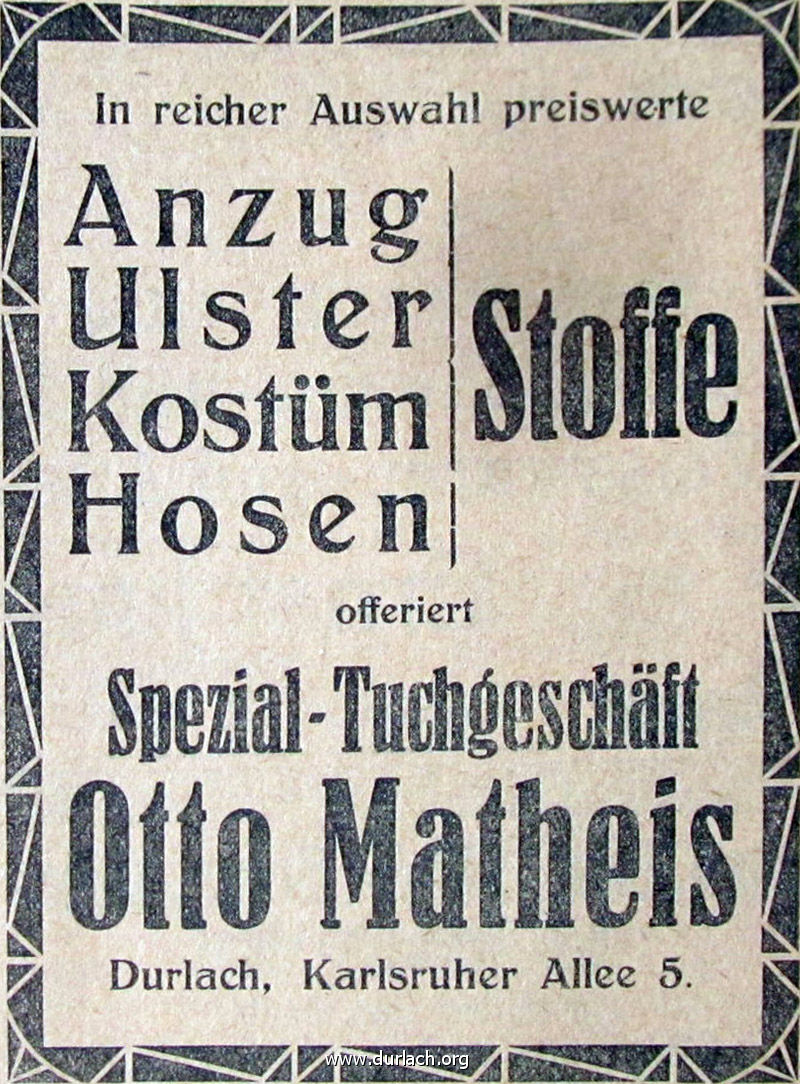 In reicher Auswahl preiswerte
Anzug
Ulster
Kostüm
Hosen
Stoffe
offeriert
Spezial-Tuchgeschäft
Otto Matheis
Durlach, Karlsruher Allee 5.
www.durlach.org